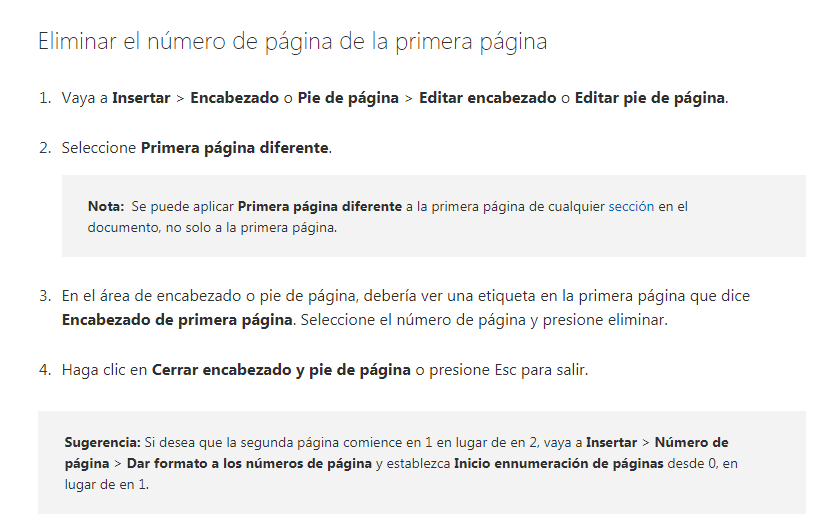 Eliminar el número de página de la primera página
1. Vaya a Insertar > Encabezado o Pie de página > Editar encabezado o Editar pie de página.
2. Seleccione Primera página diferente.
Nota: Se puede aplicar Primera página diferente a la primera página de cualquier sección en el
documento, no solo a la primera página.
3. En el área de encabezado o pie de página, debería ver una etiqueta en la primera página que dice
Encabezado de primera página. Seleccione el número de página y presione eliminar.
4. Haga clic en Cerrar encabezado y pie de página o presione Esc para salir.
Sugerencia: Si desea que la segunda página comience en 1 en lugar de en 2, vaya a Insertar > Número de
página > Dar formato a los números de página y establezca Inicio ennumeración de páginas desde 0, en
lugar de en 1.